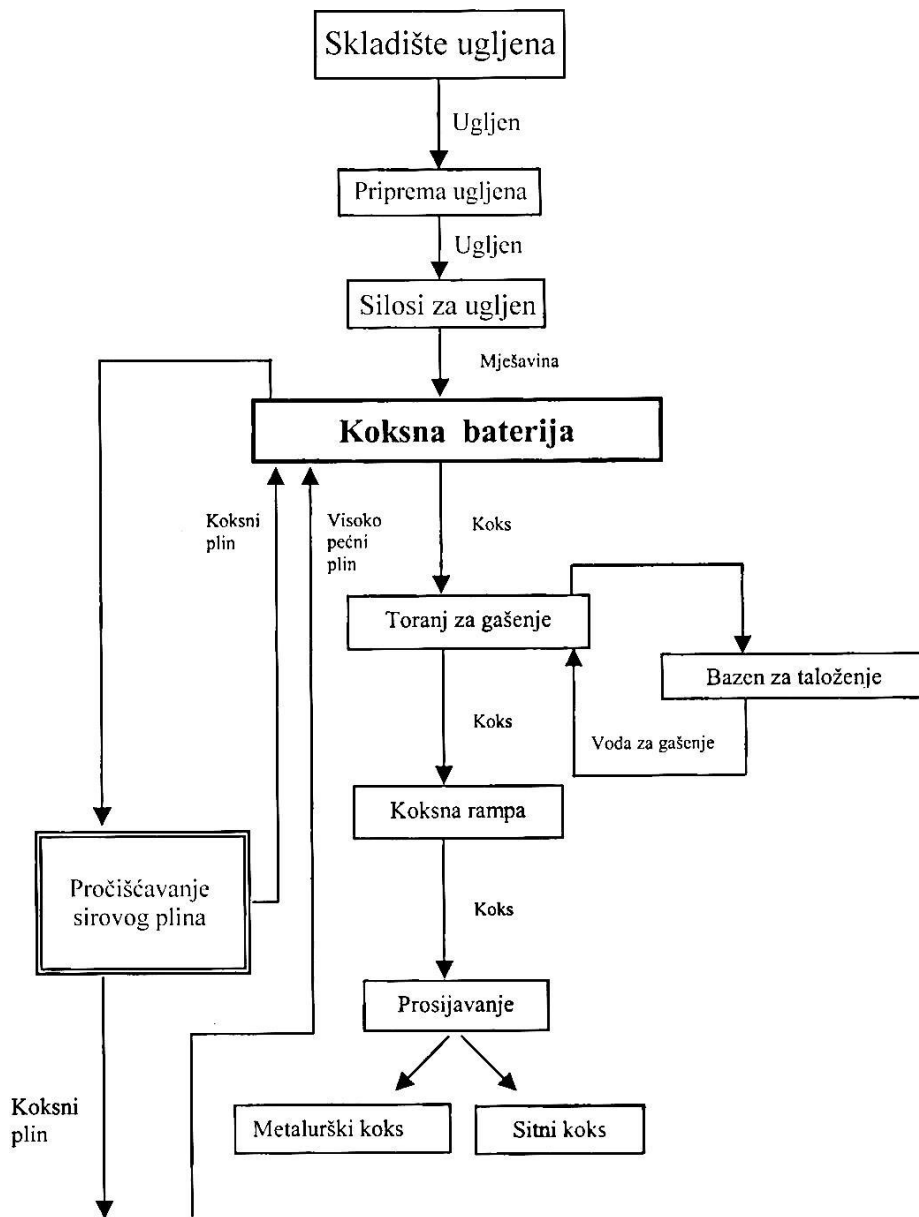 Skladište ugljena
Ugljen
Priprema ugljena
Ugljen
Silosi za ugljen
Mješavina
Koksna baterija
Koksni
plin
Visoko
pećni
plin
Koks
Toranj za gašenje
Bazen za taloženje
Koks
Voda za gašenje
Koksna rampa
Pročišćavanje
sirovog plina
Koks
Prosijavanje
Koksni
plin
Metalurški koks
Sitni koks